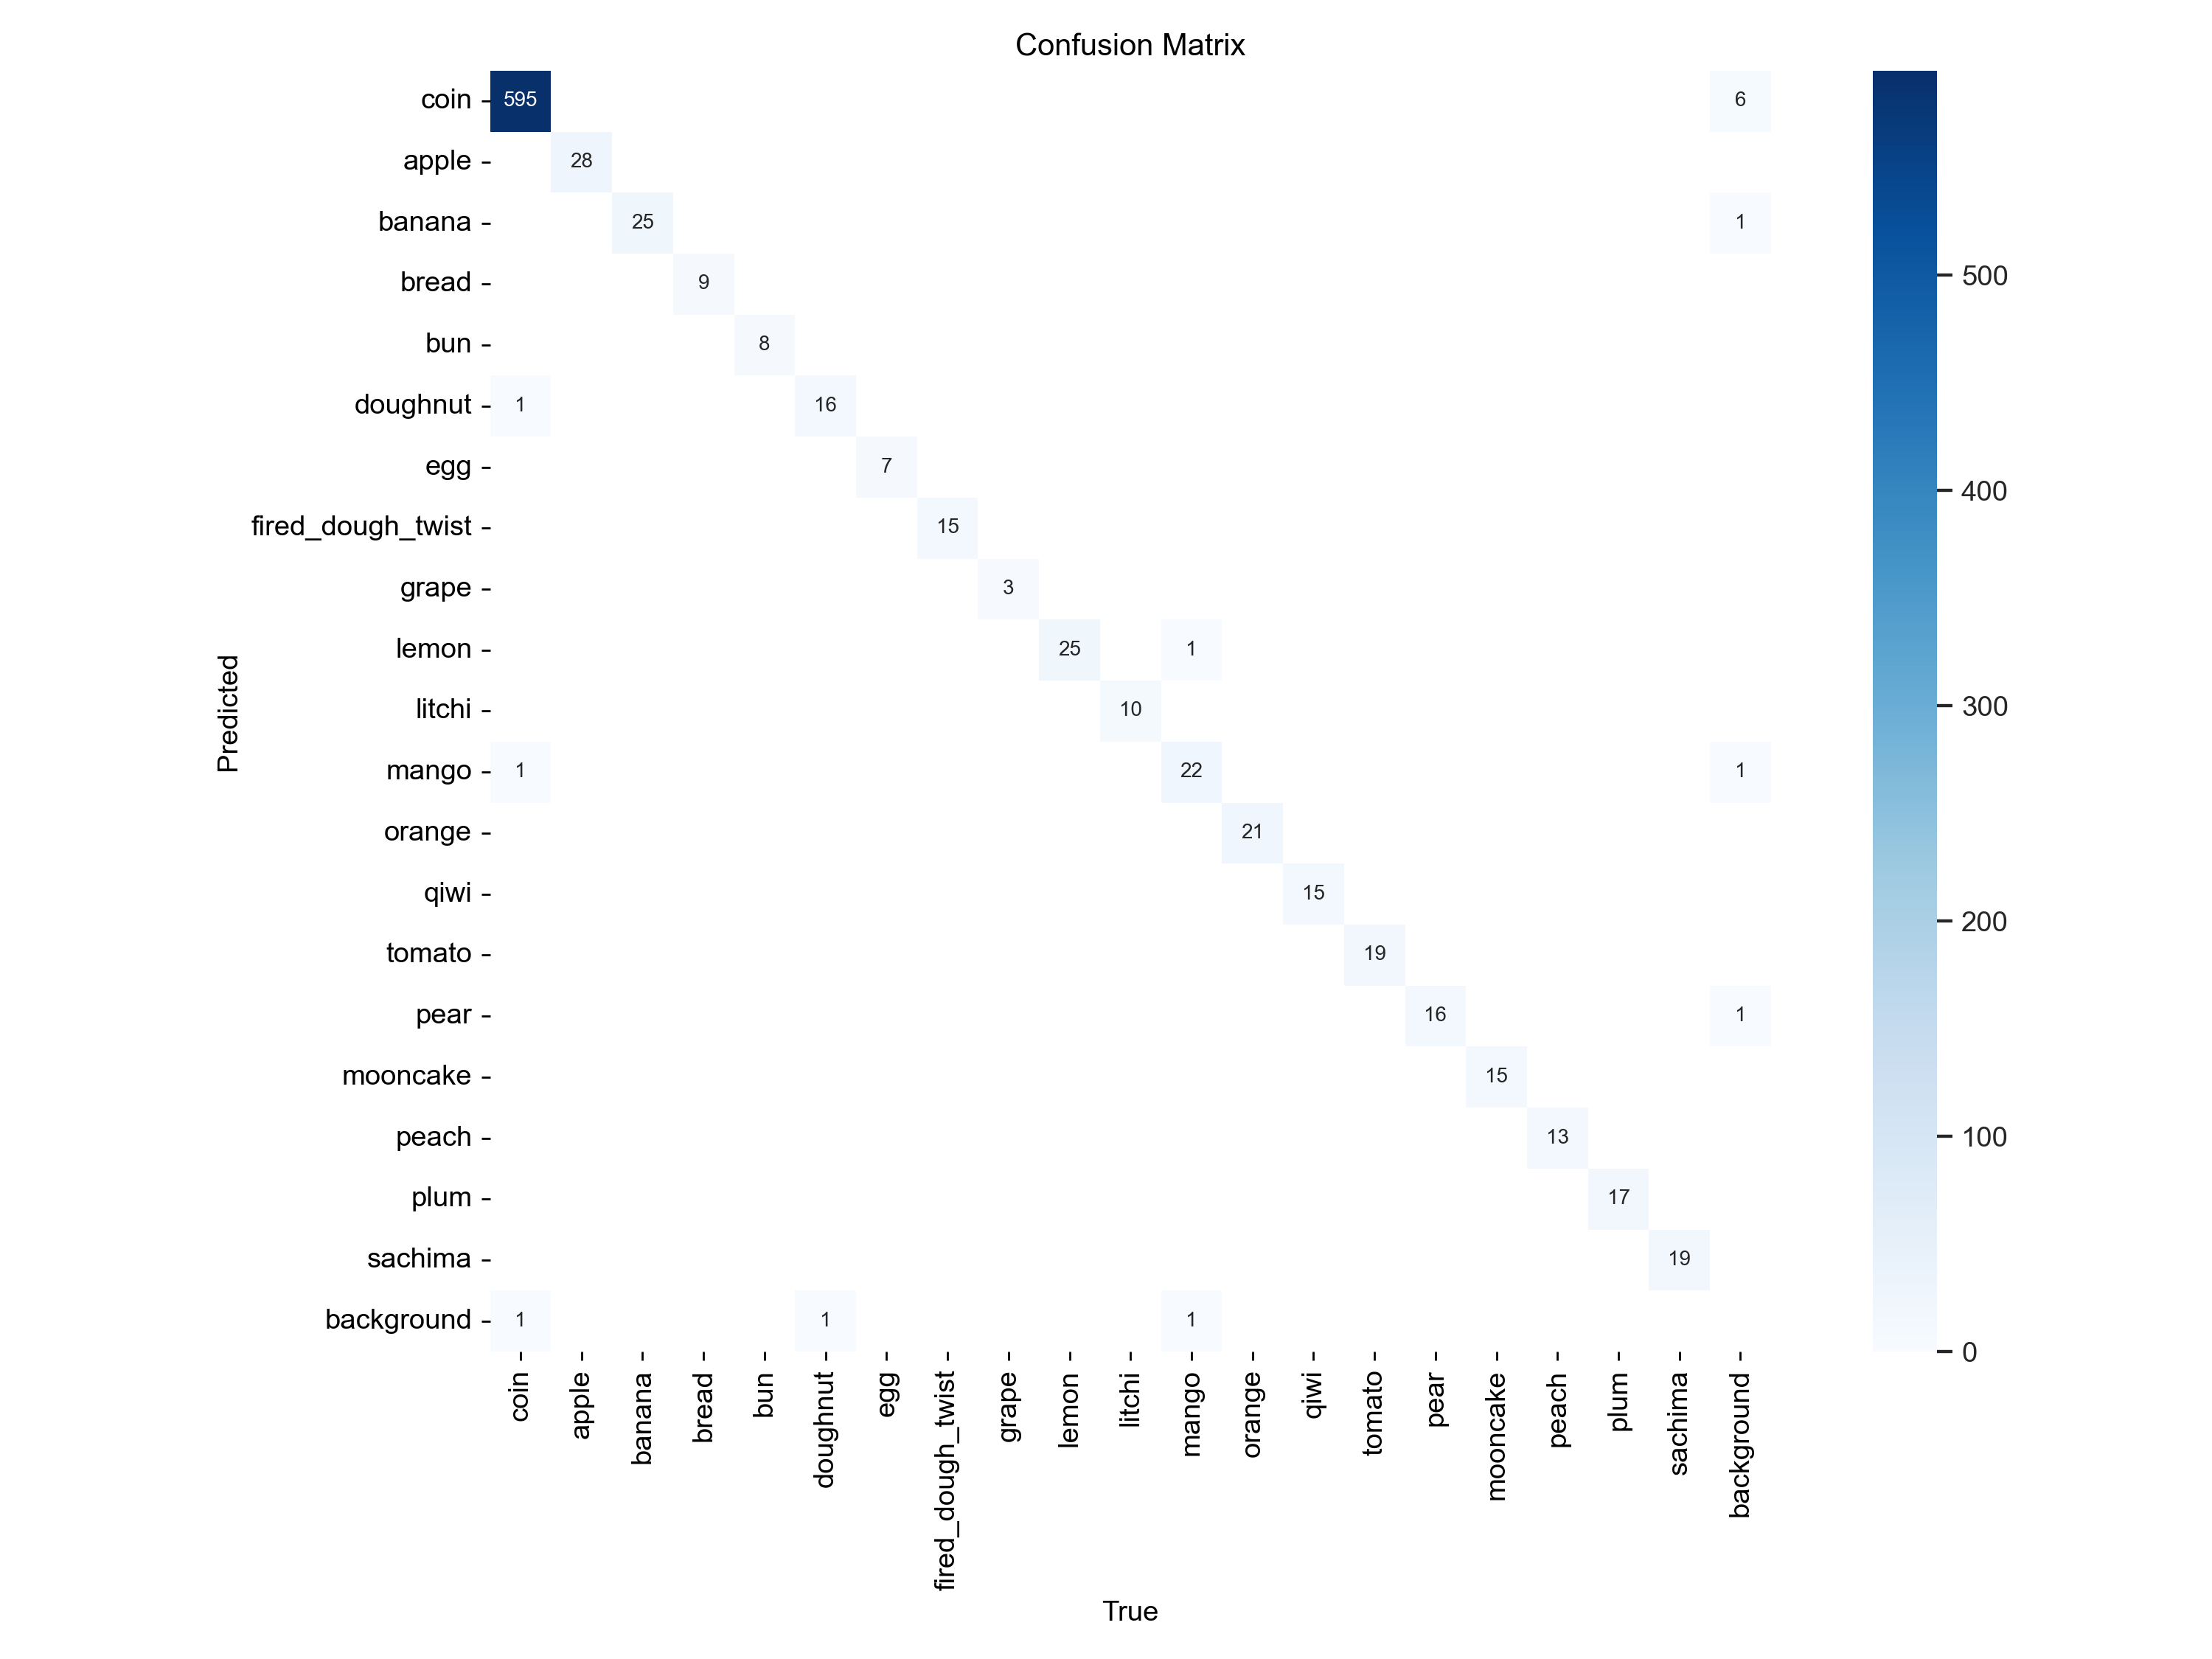 Confusion Matrix
coin 595 6
apple 28
banana 25 1
bread 9
bun 8
doughnut 1 16
egg 7
fired_dough_twist 15
grape 3
lemon 25 1
litchi 10
mango 1 22 1
orange 21
qiwi 15
tomato 19
pear 16 1
mooncake 15
peach 13
plum 17
sachima 19
background 1 1 1
Predicted
coin apple banana bread bun doughnut egg fired_dough_twist grape lemon litchi mango orange qiwi tomato pear mooncake peach plum sachima background
True
500
400
300
200
100
0